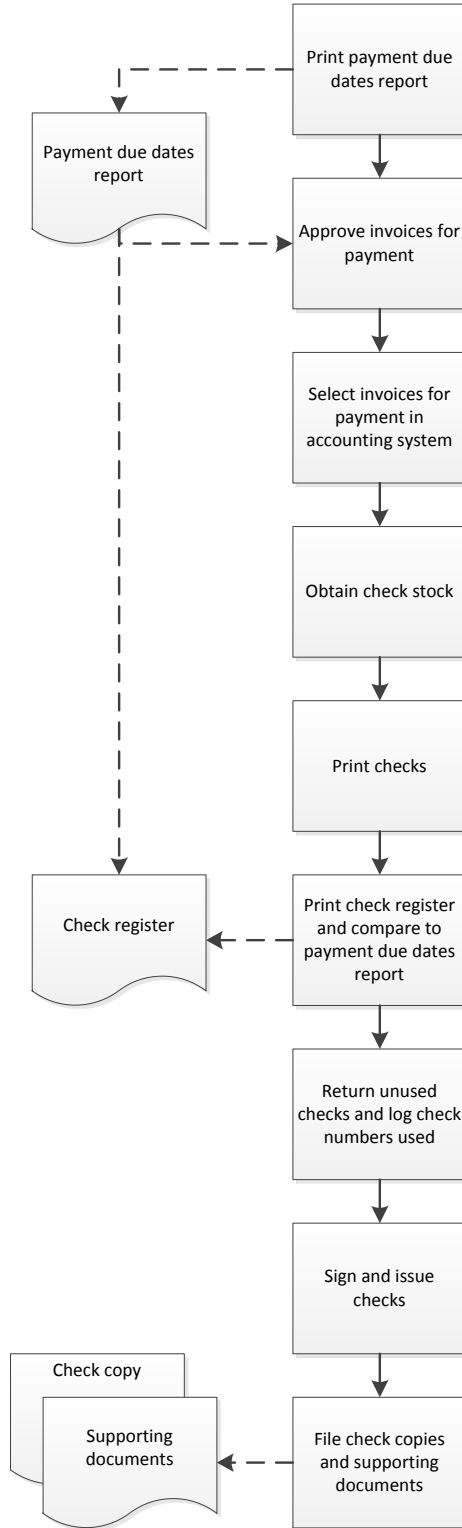 Print payment due
dates report
Payment due dates
report
Approve invoices for
payment
Select invoices for
payment in
accounting system
Obtain check stock
Print checks
Check register
Print check register
and compare to
payment due dates
report
Return unused
checks and log check
numbers used
Sign and issue
checks
Check copy
Supporting
documents
File check copies
and supporting
documents